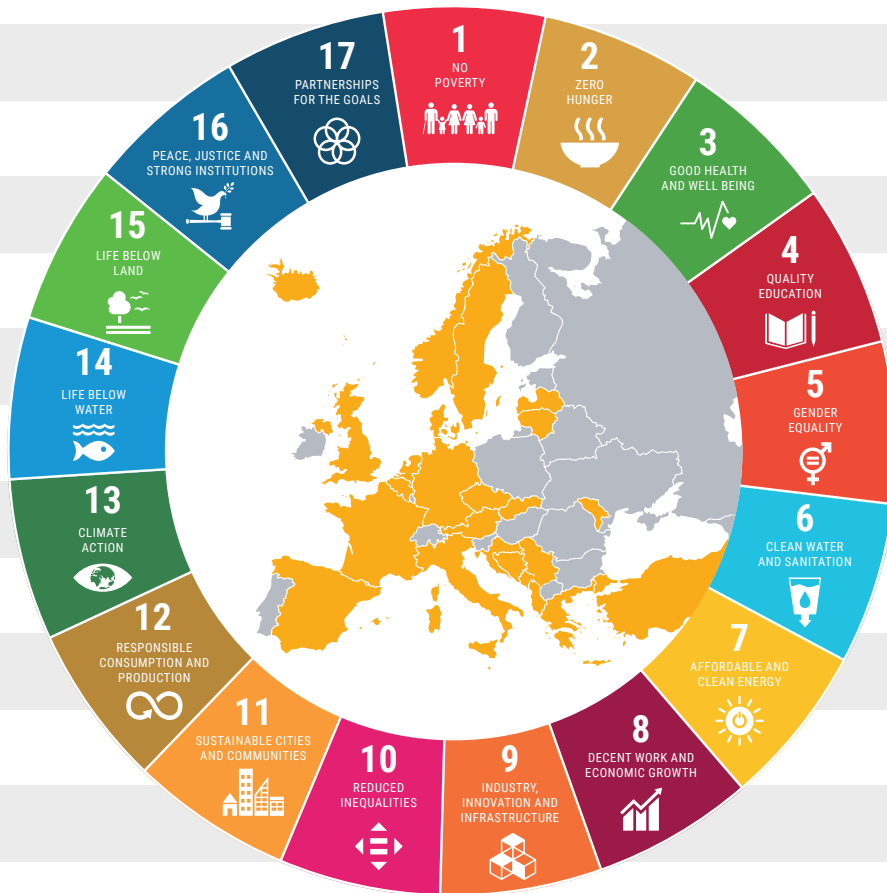 1
NO
POVERTY
2
ZERO
HUNGER
3
GOOD HEALTH
AND WELL BEING
4
QUALITY
EDUCATION
5
GENDER
EQUALITY
6
CLEAN WATER
AND SANITATION
7
AFFORDABLE AND
CLEAN ENERGY
8
DECENT WORK AND
ECONOMIC GROWTH
9
INDUSTRY,
INNOVATION AND
INFRASTRUCTURE
10
REDUCED
INEQUALITIES
11
SUSTAINABLE CITIES
AND COMMUNITIES
12
RESPONSIBLE
CONSUMPTION AND
PRODUCTION
13
CLIMATE
ACTION
14
LIFE BELOW
WATER
15
LIFE BELOW
LAND
16
PEACE, JUSTICE AND
STRONG INSTITUTIONS
17
PARTNERSHIPS
FOR THE GOALS